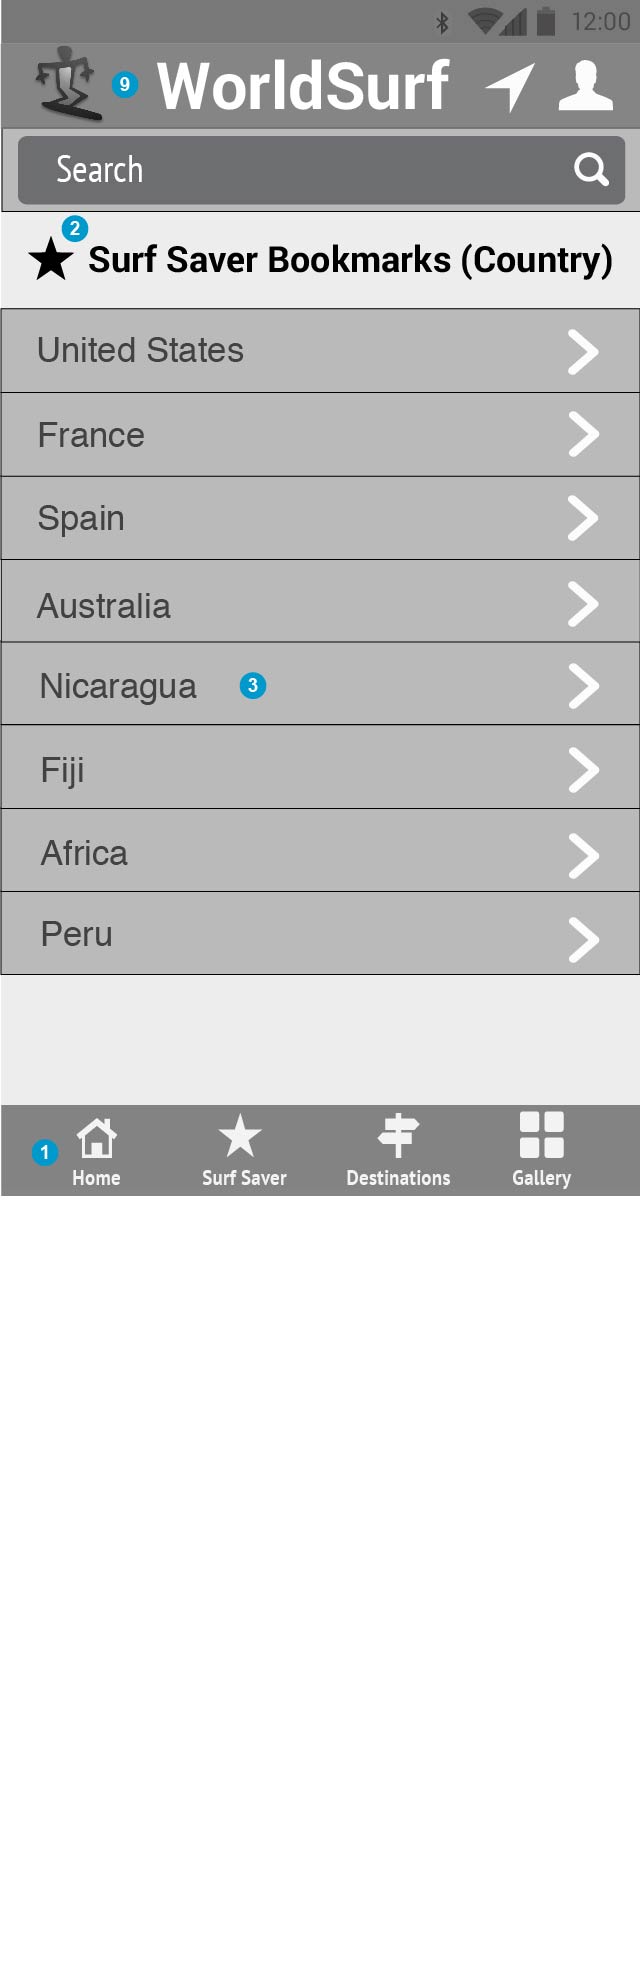 12:00
9 WorldSurf
Search
2
Surf Saver Bookmarks (Country)
United States
France
Spain
Australia
Nicaragua 3
Fiji
Africa
Peru
1
Home Surf Saver Destinations Gallery